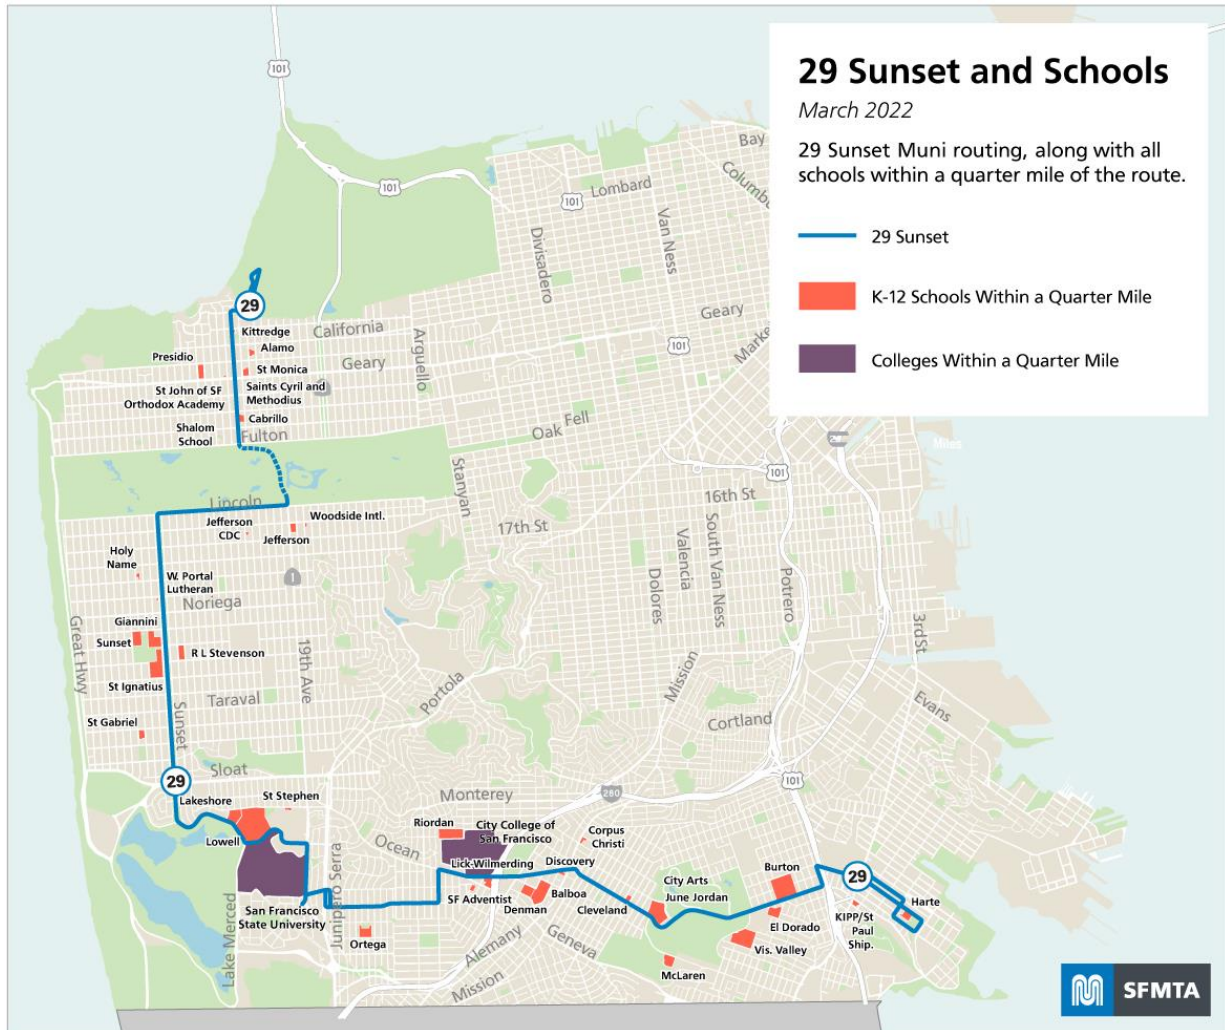 29 Sunset and Schools
March 2022
29 Sunset Muni routing, along with all
schools within a quarter mile of the route.
29 Sunset
K-12 Schools Within a Quarter Mile
Colleges Within a Quarter Mile
101
101
101
Bay
Lombard
Columbu
Divisadero
Van Ness
29
Kittredge
Alamo
California
Geary
Arguello
Geary
101
Marke
Presidio
St Monica
St John of SF
Orthodox Academy
Saints Cyril and
Methodius
Cabrillo
Shalom
School
Fulton
Oak
Fell
101
Stanyan
Lincoln
16th St
17th St
Jefferson
CDC
Jefferson
Woodside Intl.
Holy
Name
W. Portal
Lutheran
1
Noriega
Valencia
South Van Ness
Dolores
Potrero
3rd St
Great Hwy
Giannini
Sunset
R L Stevenson
19th Ave
St Ignatius
Taraval
Portola
Mission
Evans
St Gabriel
Sunset
Cortland
29
Sloat
Lakeshore
St Stephen
Monterey
280
101
Lowell
Riordan
City College of
San Francisco
Ocean
Corpus
Christi
Lick-Wilmerding
Discovery
Junipero Serra
SF Adventist
Balboa
Denman
Cleveland
City Arts
June Jordan
Burton
29
Harte
San Francisco
State University
Lake Merced
Ortega
Alemany
Geneva
El Dorado
KIPP/St
Paul
Ship.
Vis. Valley
McLaren
Mission
SFMTA